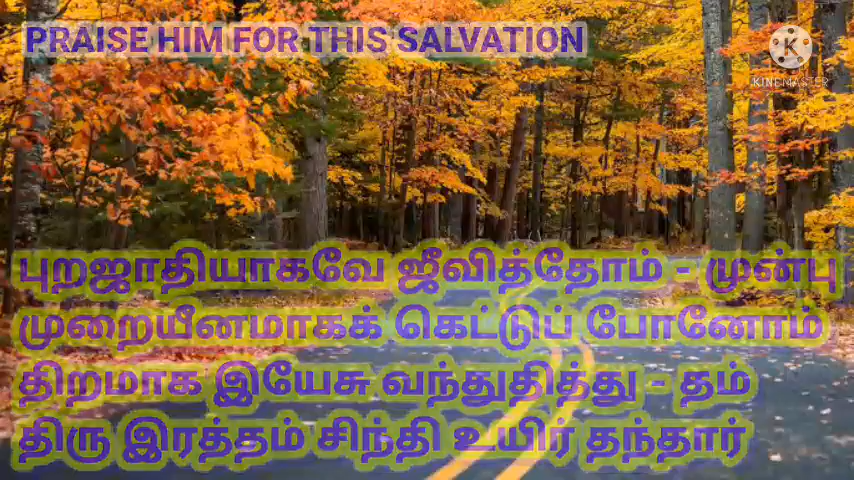 PRAISE HIM FOR THIS SALVATION
KINEMASTER
புறஜாதியாகவே ஜீவித்தோம் - முன்பு
முறையீனமாகக் கெட்டுப் போனோம்
திறமாக இயேசு வந்துதித்து - தம்
திரு இரத்தம் சிந்தி உயிர் தந்தார்